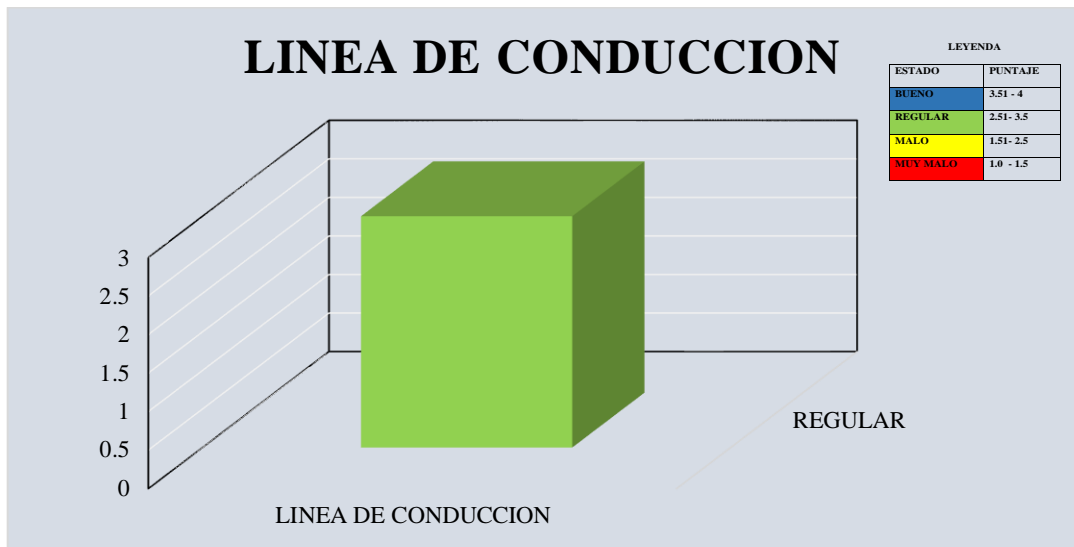 LINEA DE CONDUCCION
LEYENDA
ESTADO PUNTAJE
BUENO 3.51 - 4
REGULAR 2.51- 3.5
MALO 1.51- 2.5
MUY MALO 1.0 - 1.5
3
2.5
2
1.5
1
0.5
0
REGULAR
LINEA DE CONDUCCION